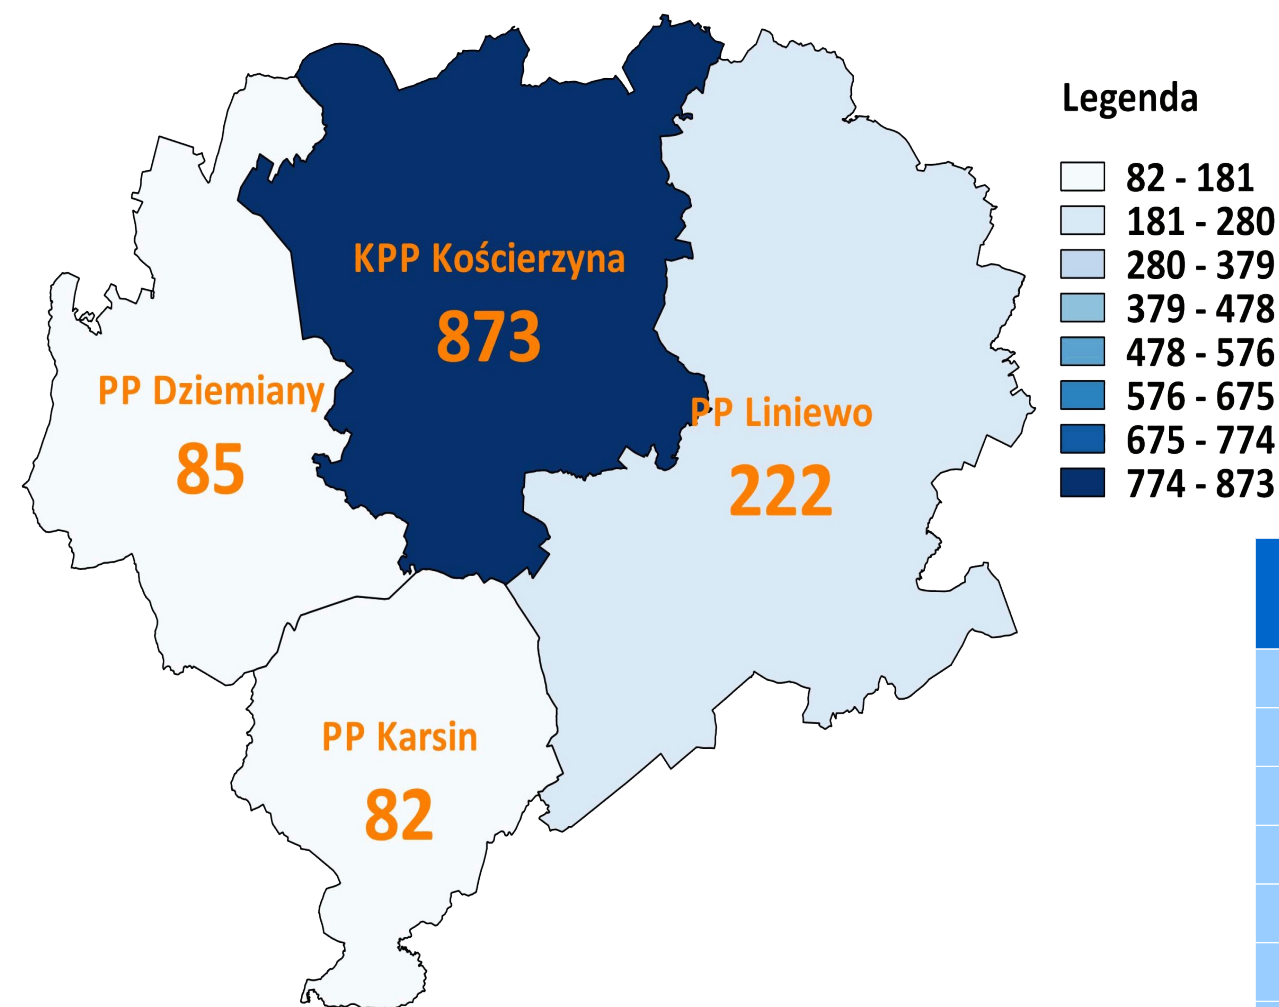 Legenda
82 - 181
181 - 280
280 - 379
379 - 478
478 - 576
576 - 675
675 - 774
774 - 873
KPP Kościerzyna
873
PP Dziemiany
85
PP Liniewo
222
PP Karsin
82